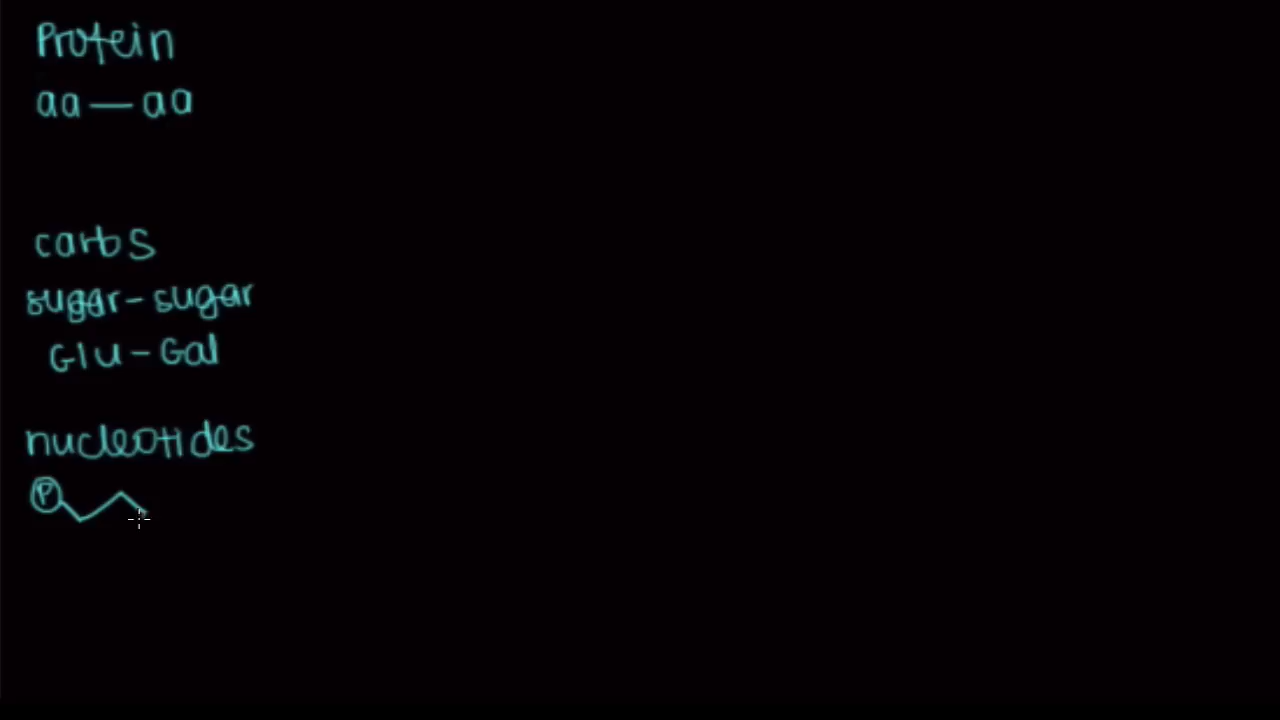 Protein
aa — aa
carbs
sugar - sugar
Glu - Gal
nucleotides
P